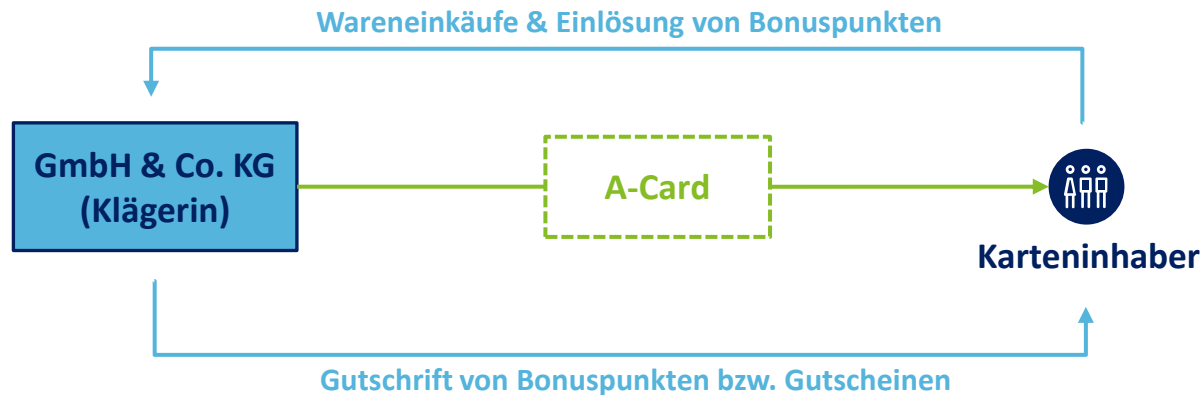 Wareneinkäufe & Einlösung von Bonuspunkten
GmbH & Co. KG
(Klägerin)
A-Card
Karteninhaber
Gutschrift von Bonuspunkten bzw. Gutscheinen